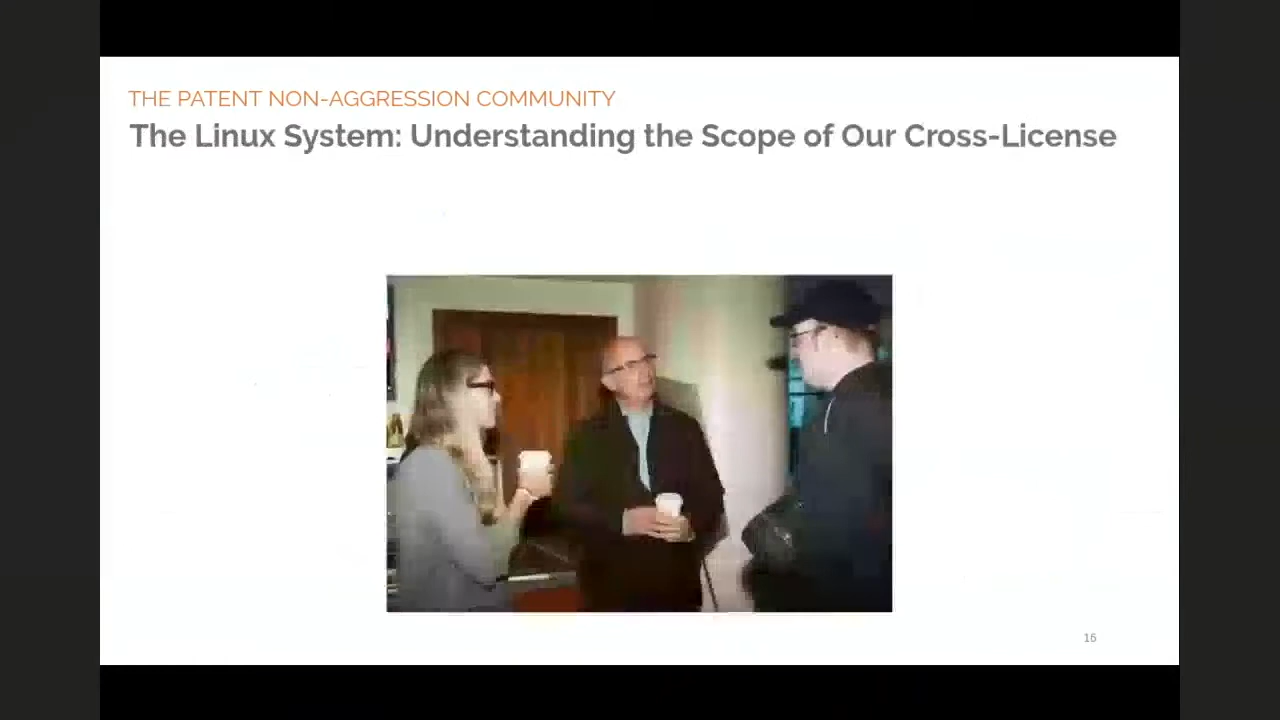 THE PATENT NON-AGGRESSION COMMUNITY
The Linux System: Understanding the Scope of Our Cross-License
16